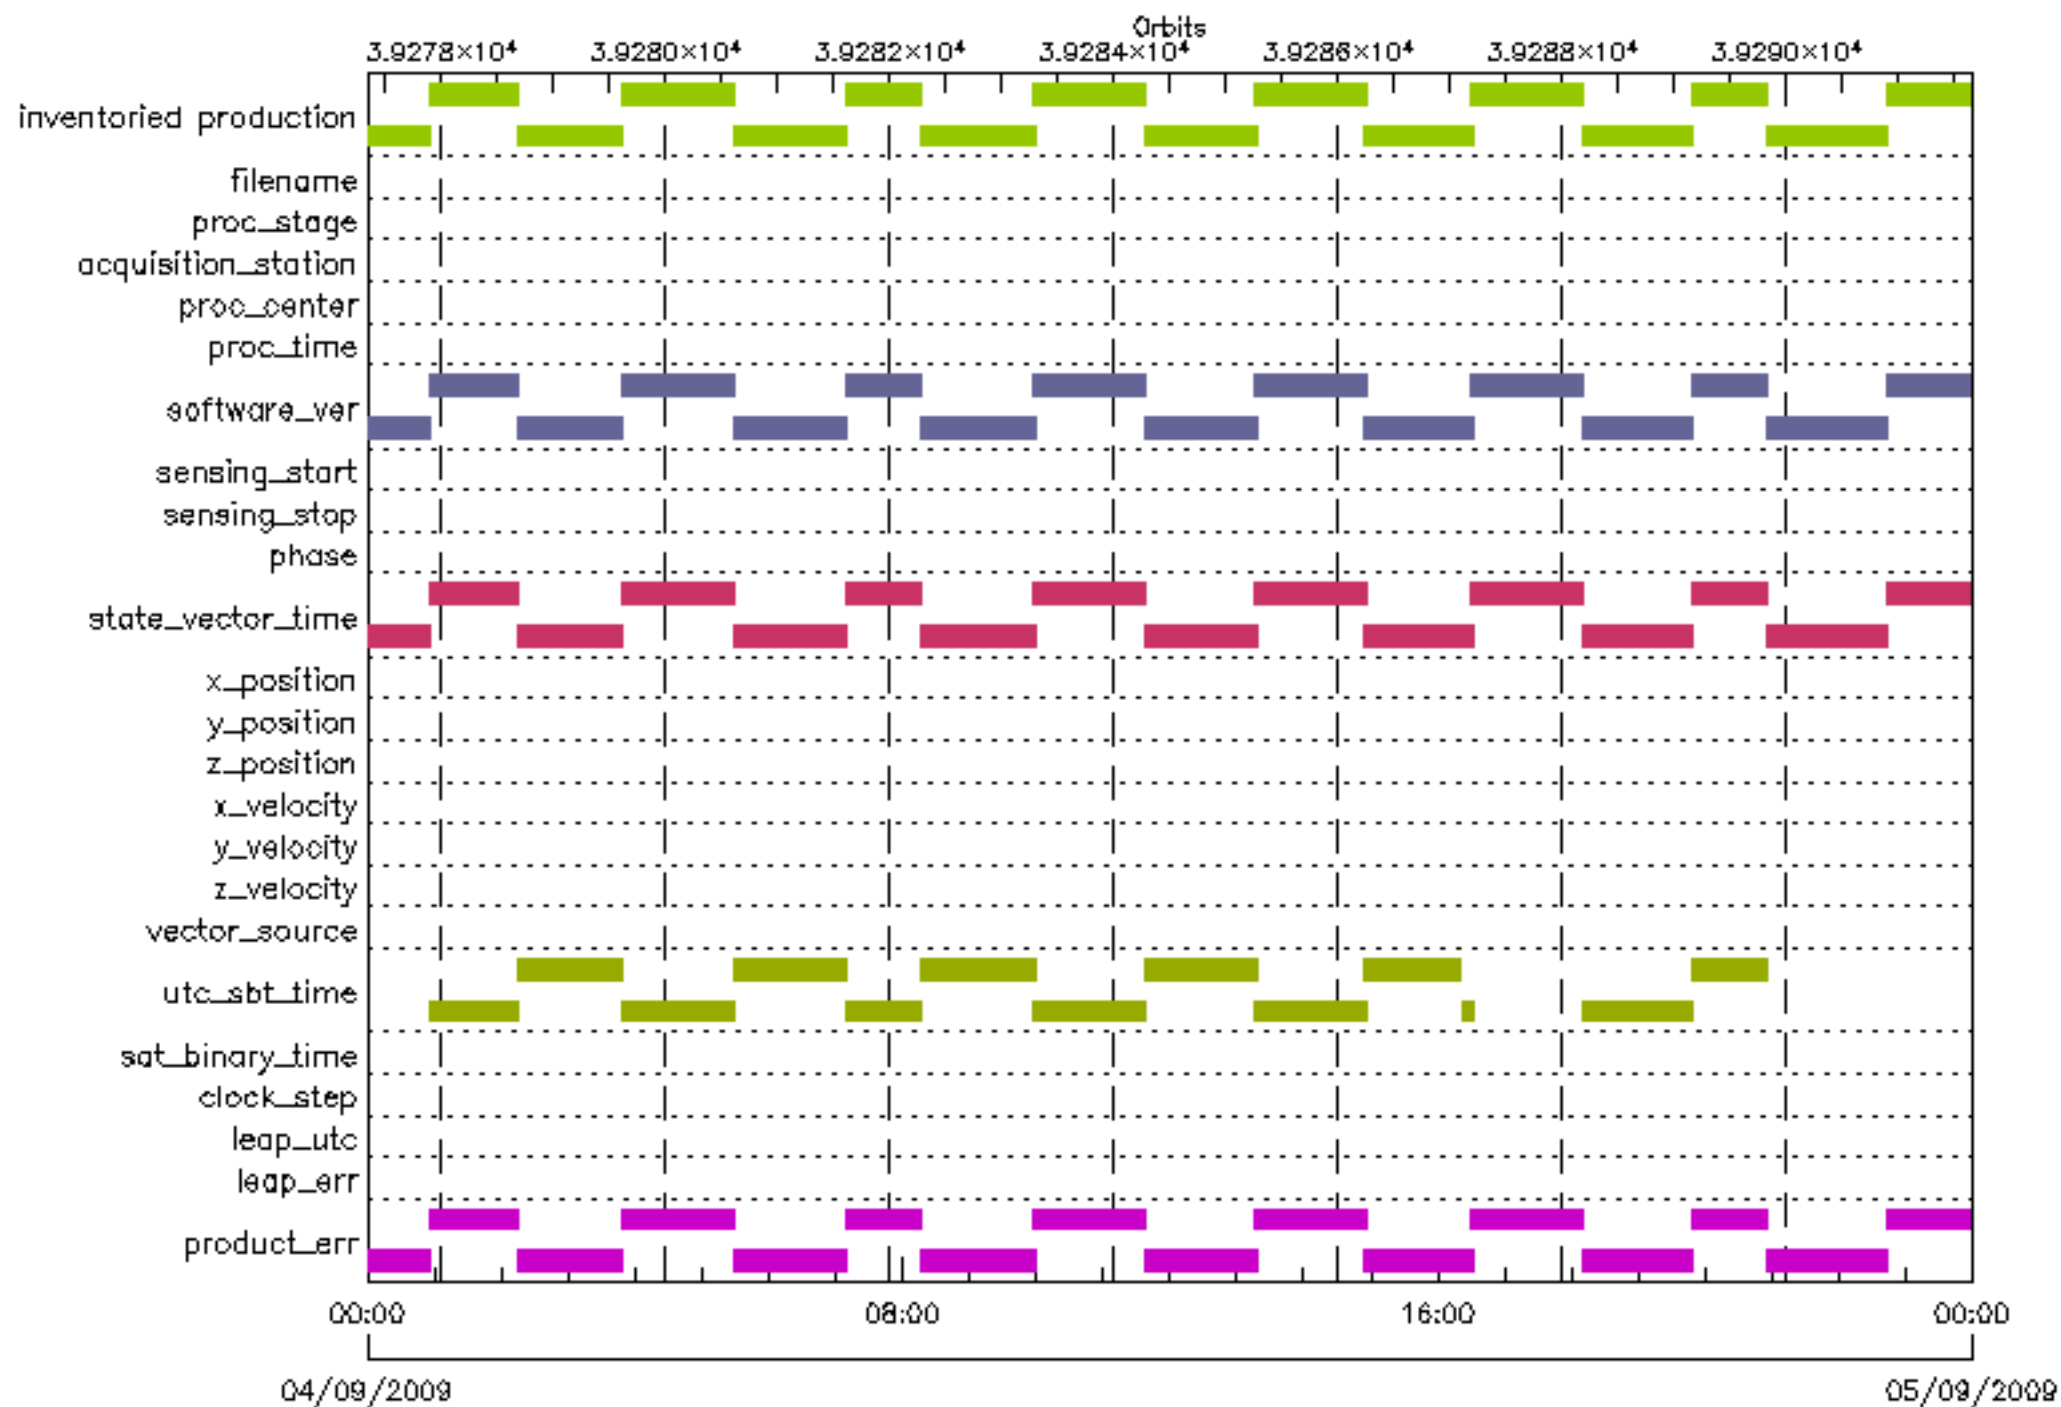 Orbits
3.9278×10⁴ 3.9280×10⁴ 3.9282×10⁴ 3.9284×10⁴ 3.9286×10⁴ 3.9288×10⁴ 3.9290×10⁴
inventoried production
filename
proc_stage
acquisition_station
proc_center
proc_time
software_ver
sensing_start
sensing_stop
phase
state_vector_time
x_position
y_position
z_position
x_velocity
y_velocity
z_velocity
vector_source
utc_sbt_time
sat_binary_time
clock_step
leap_utc
leap_err
product_err
00:00 08:00 16:00 00:00
04/09/2009 05/09/2009